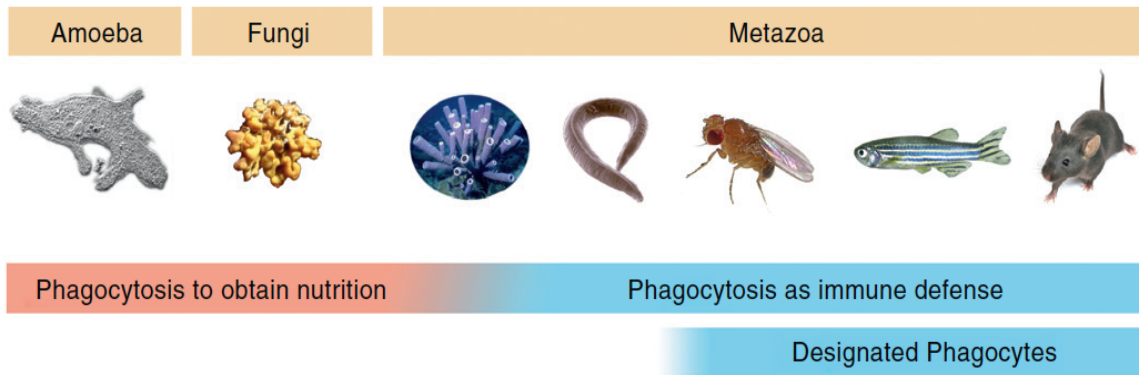 Amoeba
Fungi
Metazoa
Phagocytosis to obtain nutrition
Phagocytosis as immune defense
Designated Phagocytes